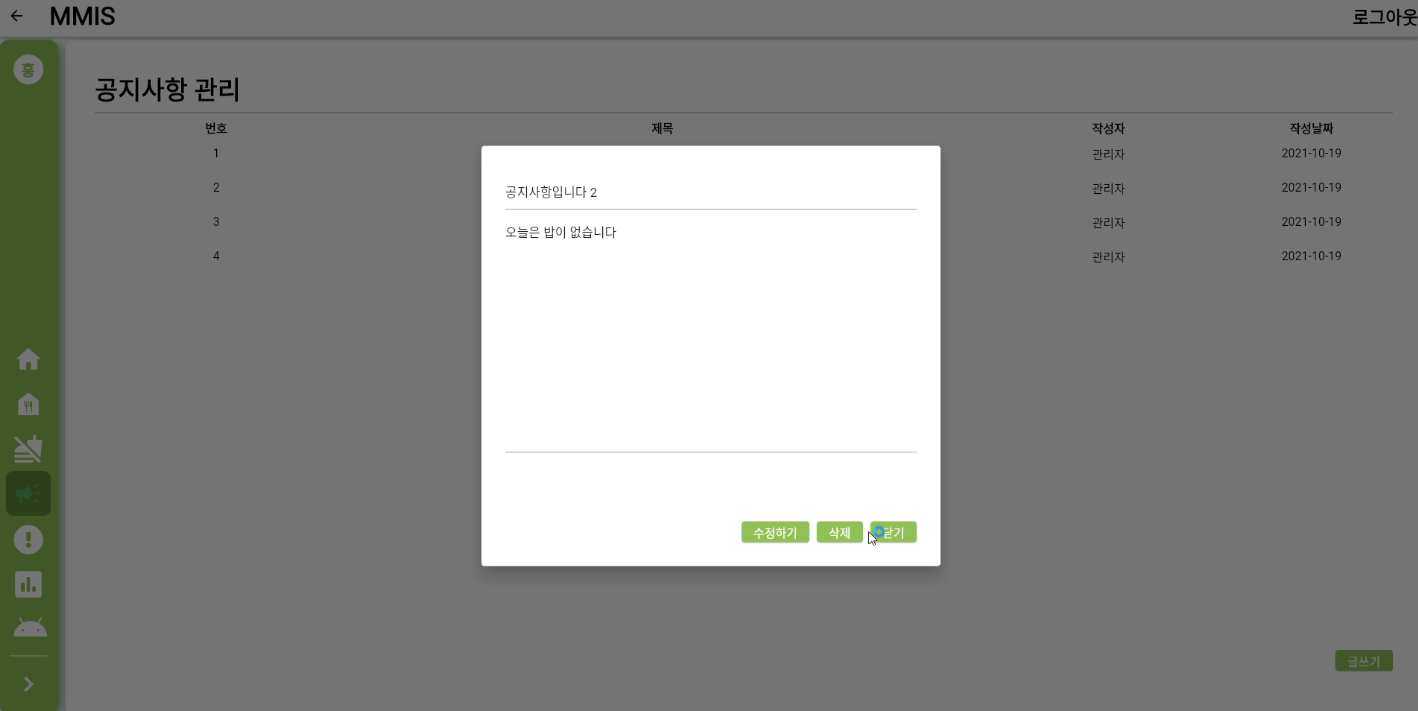 MMIS
로그아웃
홍
공지사항 관리
번호 제목 작성자 작성날짜
1 관리자 2021-10-19
2 관리자 2021-10-19
3 관리자 2021-10-19
4 관리자 2021-10-19
공지사항입니다 2
오늘은 밥이 없습니다
수정하기 삭제 닫기
글쓰기